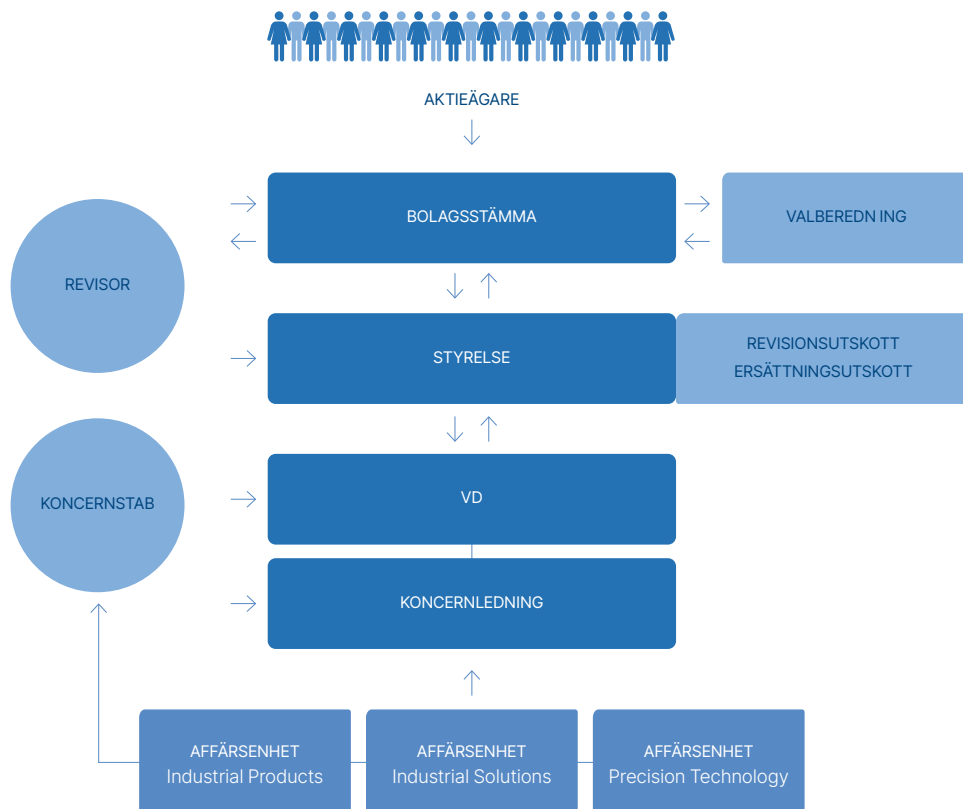 AKTIEÄGARE
BOLAGSSTÄMMA
VALBEREDN ING
REVISOR
STYRELSE
REVISIONSUTSKOTT
ERSÄTTNINGSUTSKOTT
KONCERNSTAB
VD
KONCERNLEDNING
AFFÄRSENHET
Industrial Products
AFFÄRSENHET
Industrial Solutions
AFFÄRSENHET
Precision Technology